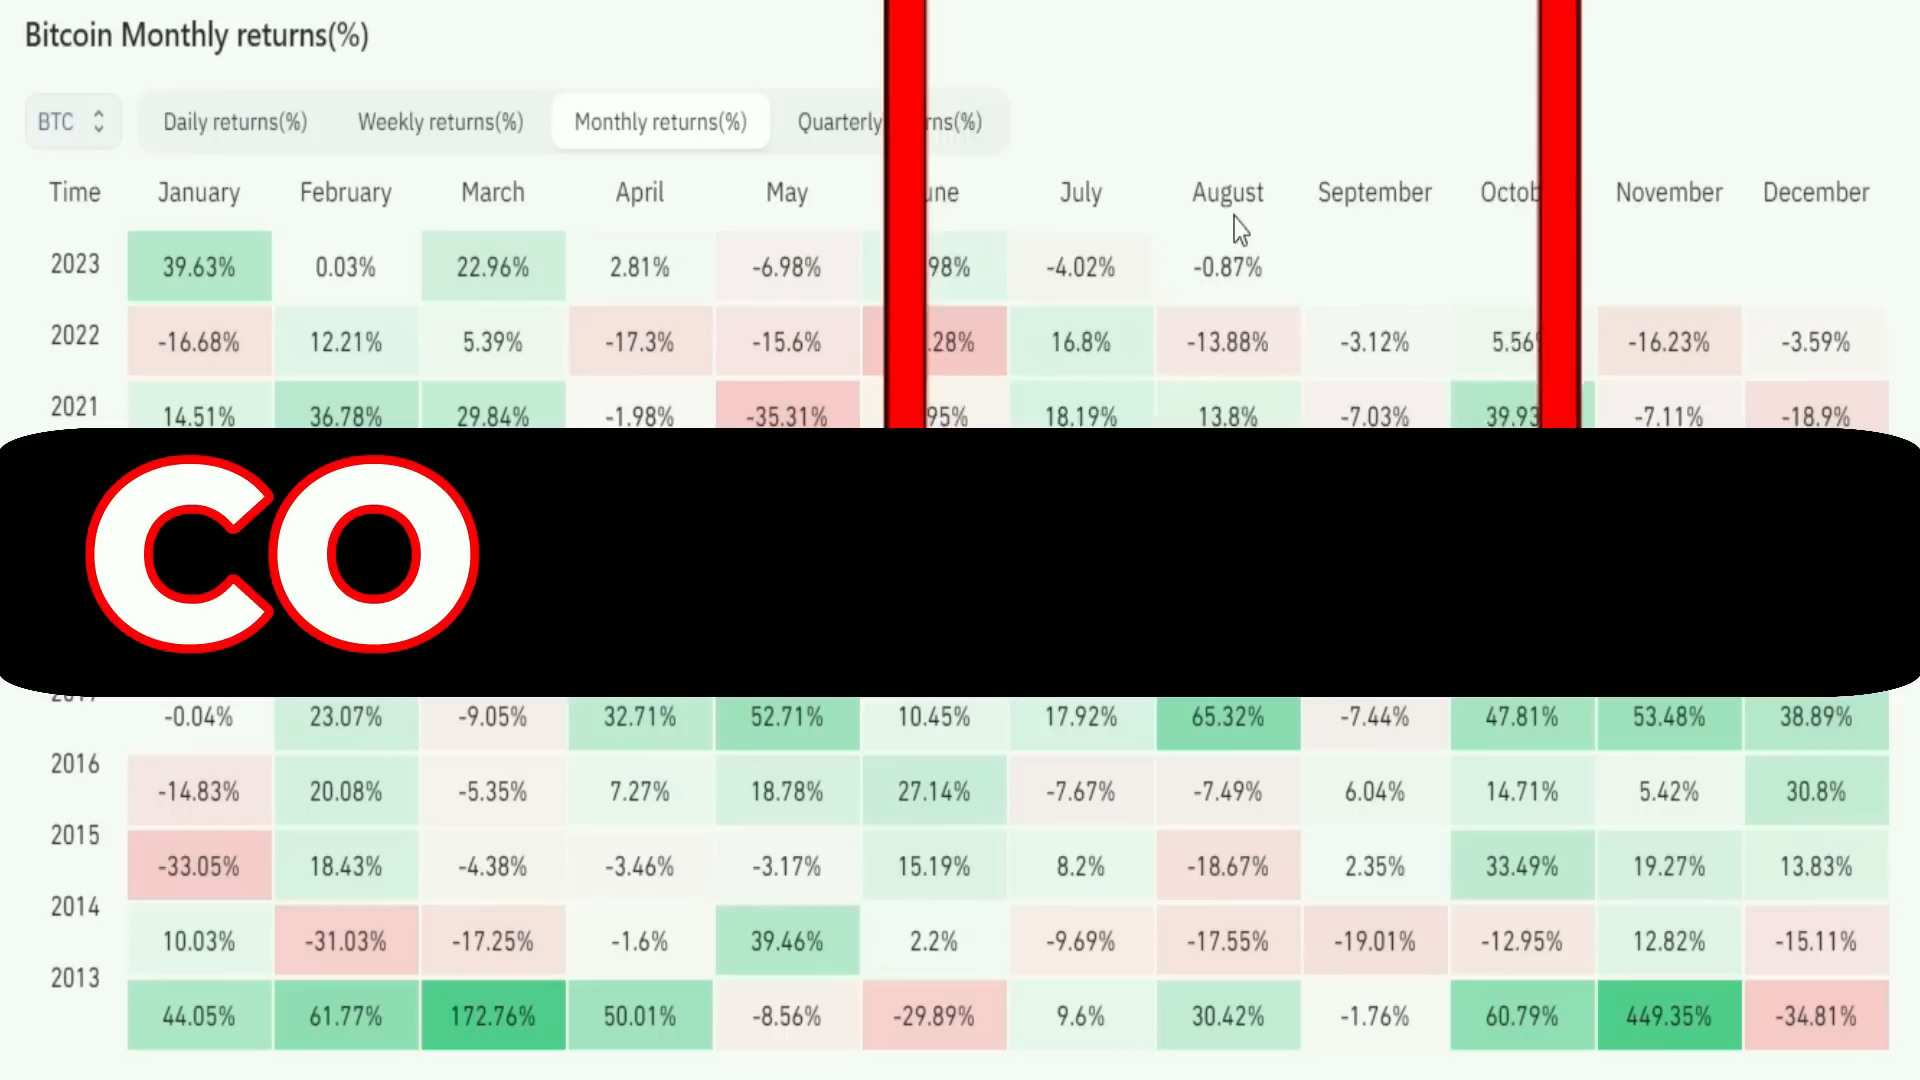 Bitcoin Monthly returns(%)
BTC Daily returns(%) Weekly returns(%) Monthly returns(%) Quarterly rns(%)
Time January February March April May une July August September Octob November December
2023 39.63% 0.03% 22.96% 2.81% -6.98% 98% -4.02% -0.87%
2022 -16.68% 12.21% 5.39% -17.3% -15.6% .28% 16.8% -13.88% -3.12% 5.56 -16.23% -3.59%
2021 14.51% 36.78% 29.84% -1.98% -35.31% 95% 18.19% 13.8% -7.03% 39.93 -7.11% -18.9%
CO
-0.04% 23.07% -9.05% 32.71% 52.71% 10.45% 17.92% 65.32% -7.44% 47.81% 53.48% 38.89%
2016 -14.83% 20.08% -5.35% 7.27% 18.78% 27.14% -7.67% -7.49% 6.04% 14.71% 5.42% 30.8%
2015 -33.05% 18.43% -4.38% -3.46% -3.17% 15.19% 8.2% -18.67% 2.35% 33.49% 19.27% 13.83%
2014 10.03% -31.03% -17.25% -1.6% 39.46% 2.2% -9.69% -17.55% -19.01% -12.95% 12.82% -15.11%
2013 44.05% 61.77% 172.76% 50.01% -8.56% -29.89% 9.6% 30.42% -1.76% 60.79% 449.35% -34.81%